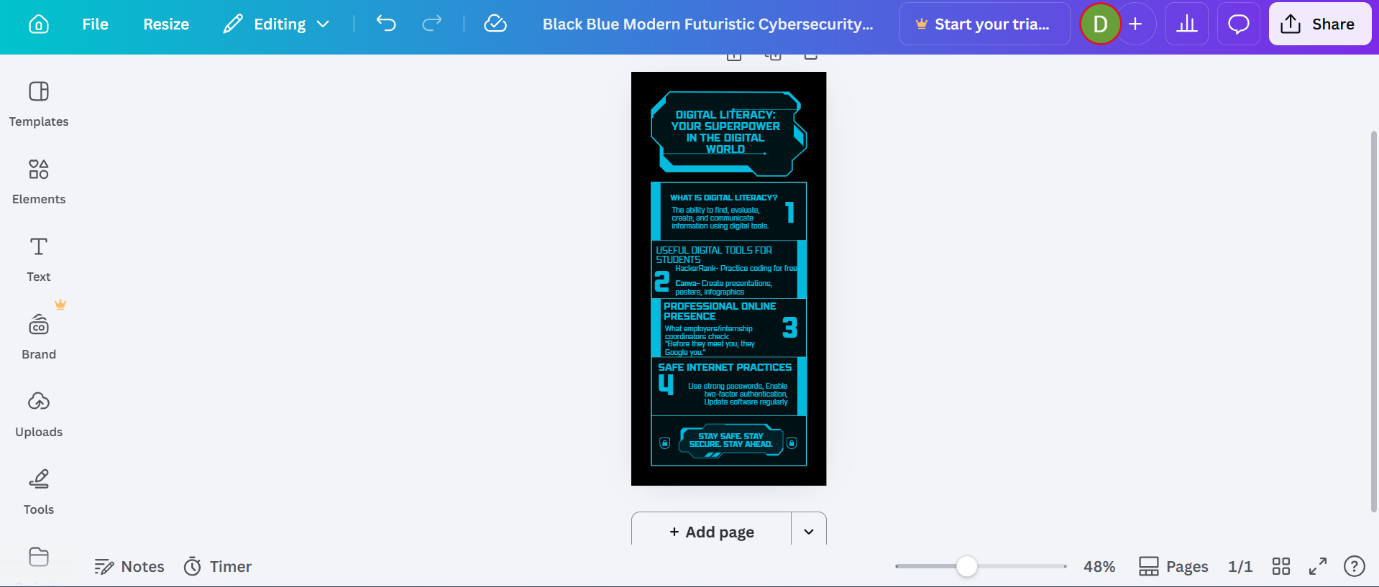 File
Resize
Editing
Black Blue Modern Futuristic Cybersecurity...
Start your tria...
D
Share
Templates
Elements
Text
CO
Brand
Uploads
Tools
DIGITAL LITERACY:
YOUR SUPERPOWER
IN THE DIGITAL
WORLD
WHAT IS DIGITAL LITERACY?
The ability to find, evaluate,
create, and communicate
information using digital tools.
1
USEFUL DIGITAL TOOLS FOR
STUDENTS
HackerRank- Practice coding for free
2
Canva- Create presentations,
posters, infographics
PROFESSIONAL ONLINE
PRESENCE
3
What employers/internship
coordinators check:
"Before they meet you, they
Google you."
SAFE INTERNET PRACTICES
4
Use strong passwords, Enable
two-factor authentication,
Update software regularly
STAY SAFE. STAY
SECURE. STAY AHEAD.
+ Add page
Notes
Timer
48%
Pages
1/1
?